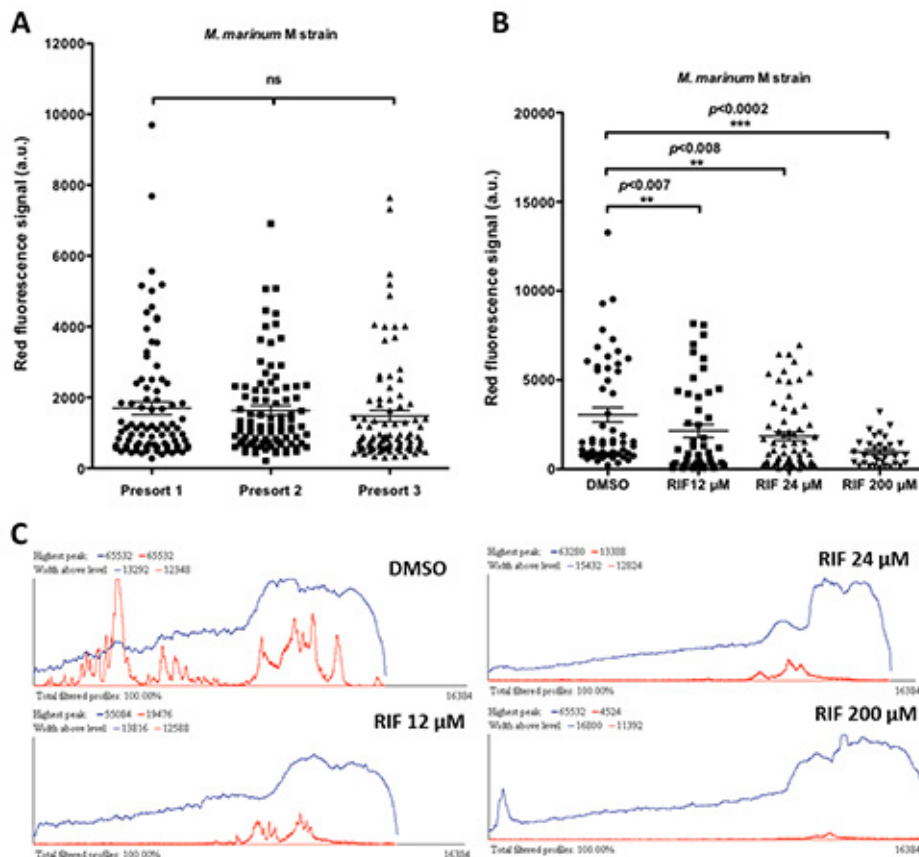 A
M. marinum M strain
Red fluorescence signal (a.u.)
12000
10000
8000
6000
4000
2000
0
ns
Presort 1 Presort 2 Presort 3
B
M. marinum M strain
Red fluorescence signal (a.u.)
20000
15000
10000
5000
0
p<0.0002
***
p<0.008
**
p<0.007
**
DMSO RIF12 µM RIF 24 µM RIF 200 µM
C
Highest peak: 65532 65532
Width above level: 13292 12348
DMSO
Total filtered profiles: 100.00% 16384
Highest peak: 55084 19476
Width above level: 13816 12588
RIF 12 µM
Total filtered profiles: 100.00% 16384
Highest peak: 63280 13388
Width above level: 15432 12824
RIF 24 µM
Total filtered profiles: 100.00% 16384
Highest peak: 65532 4524
Width above level: 16800 11392
RIF 200 µM
Total filtered profiles: 100.00% 16384